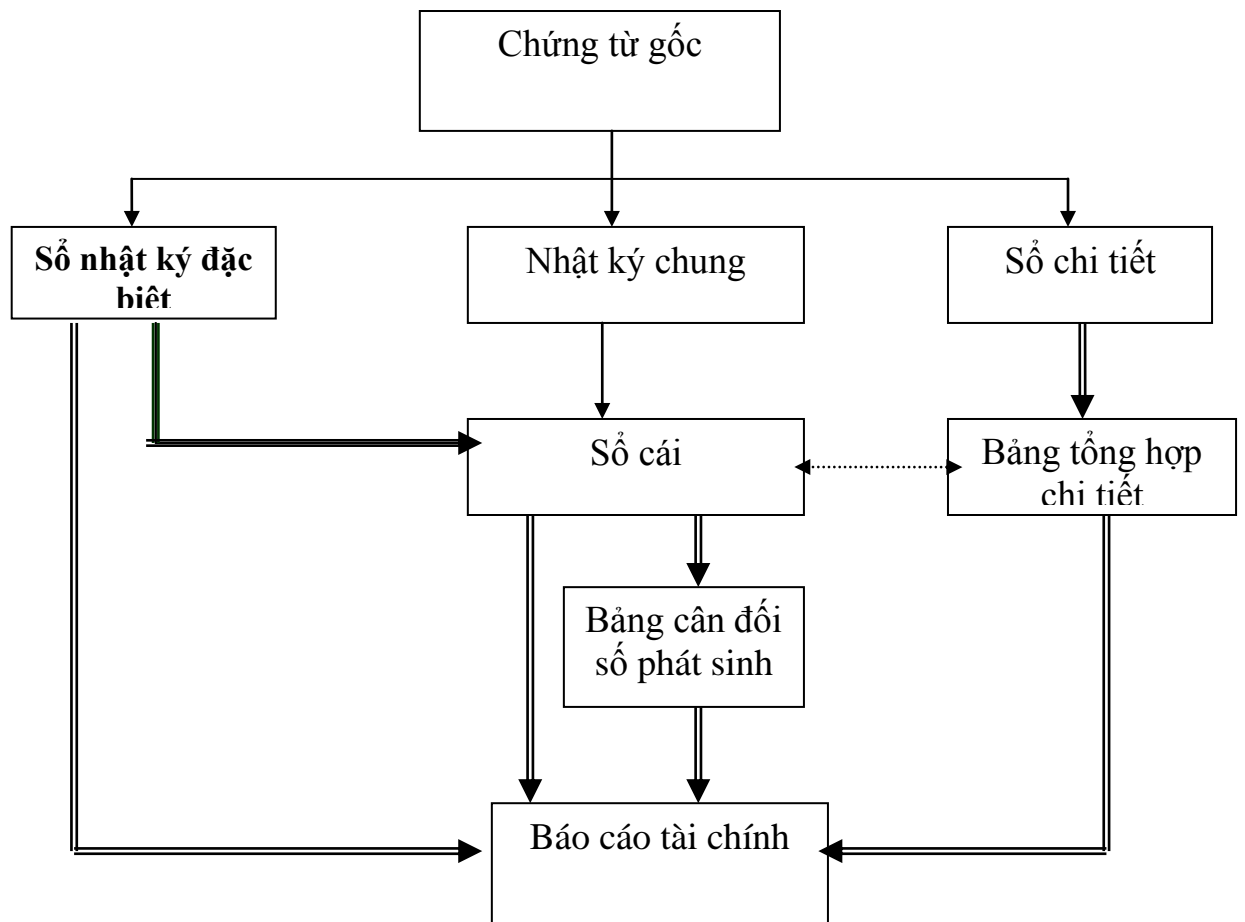 Chứng từ gốc
Sổ nhật ký đặc
biệt
Nhật ký chung
Sổ chi tiết
Sổ cái
Bảng tổng hợp
chi tiết
Bảng cân đối
số phát sinh
Báo cáo tài chính